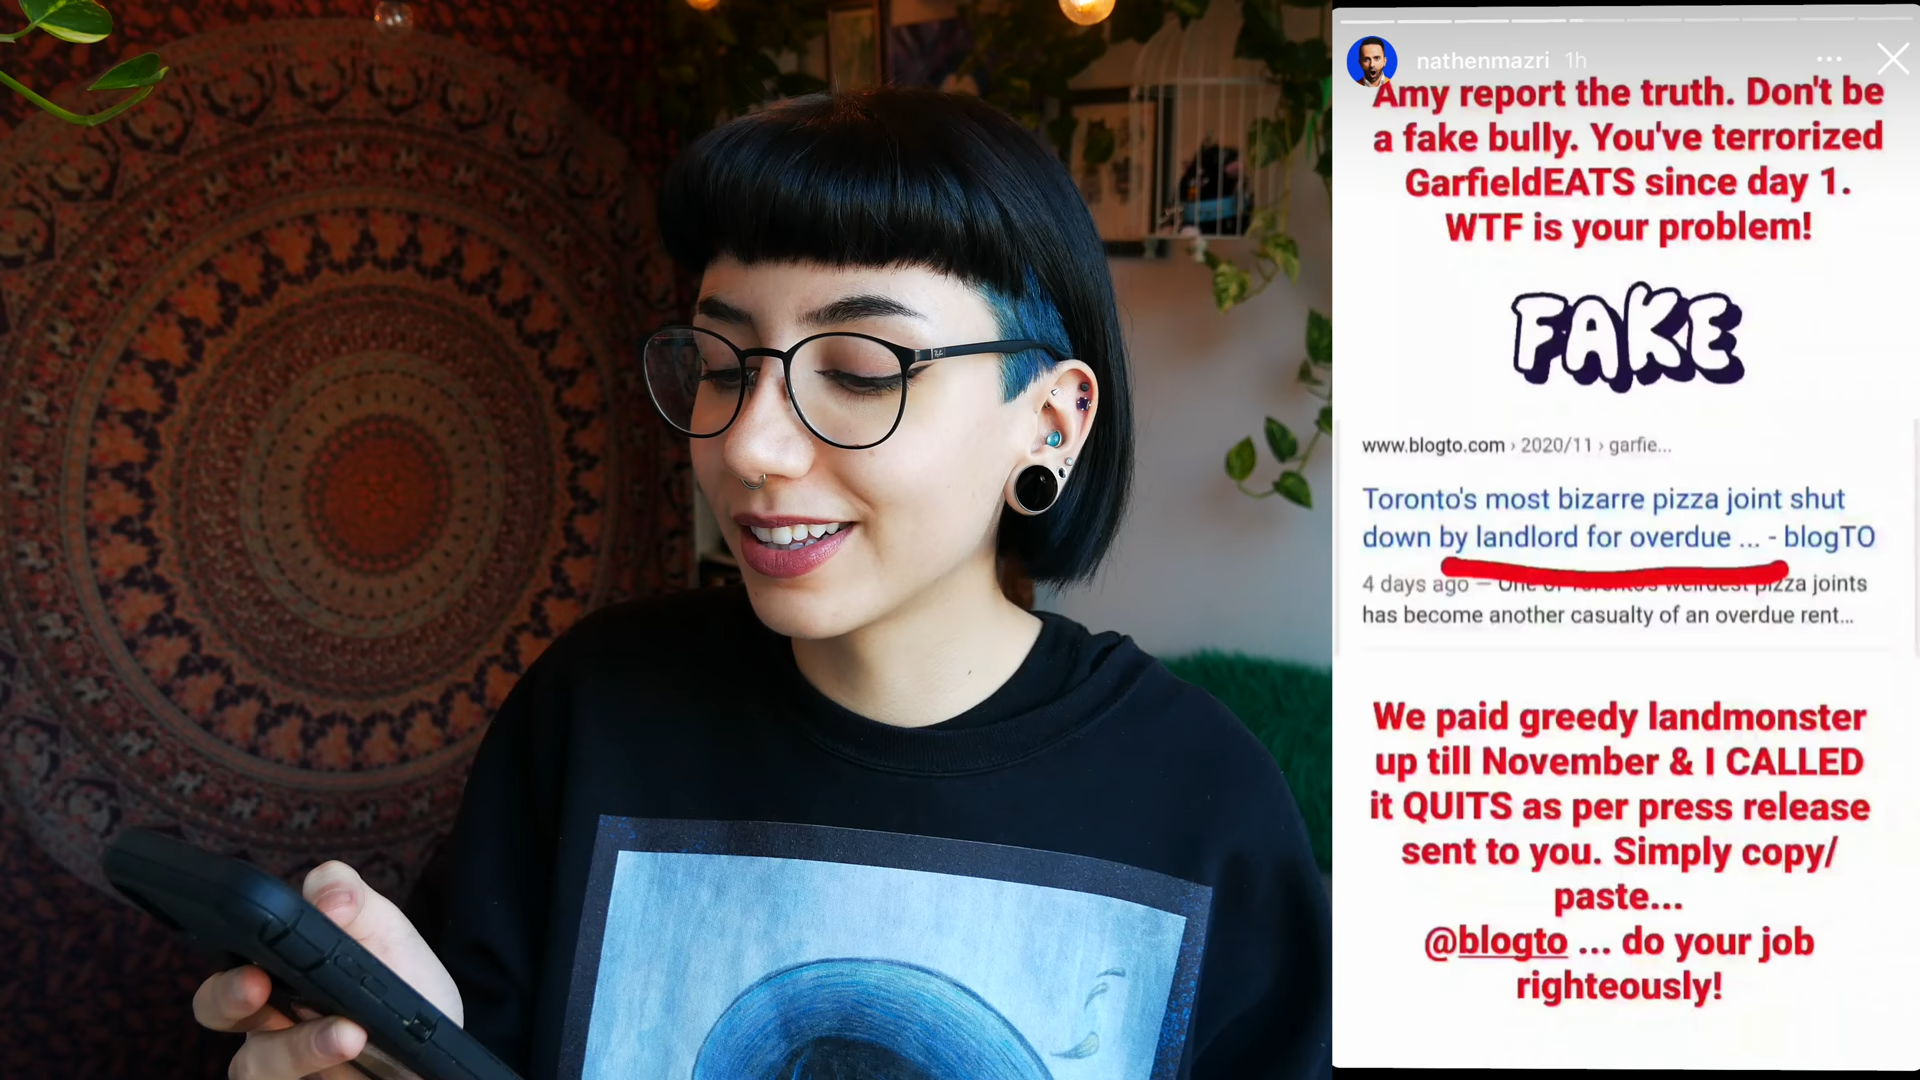 nathenmazri 1h
Amy report the truth. Don't be
a fake bully. You've terrorized
GarfieldEATS since day 1.
WTF is your problem!
FAKE
www.blogto.com › 2020/11 › garfie...
Toronto's most bizarre pizza joint shut
down by landlord for overdue ... - blogTO
4 days ago — One of Toronto's weirdest pizza joints
has become another casualty of an overdue rent...
We paid greedy landmonster
up till November & I CALLED
it QUITS as per press release
sent to you. Simply copy/
paste...
@blogto ... do your job
righteously!